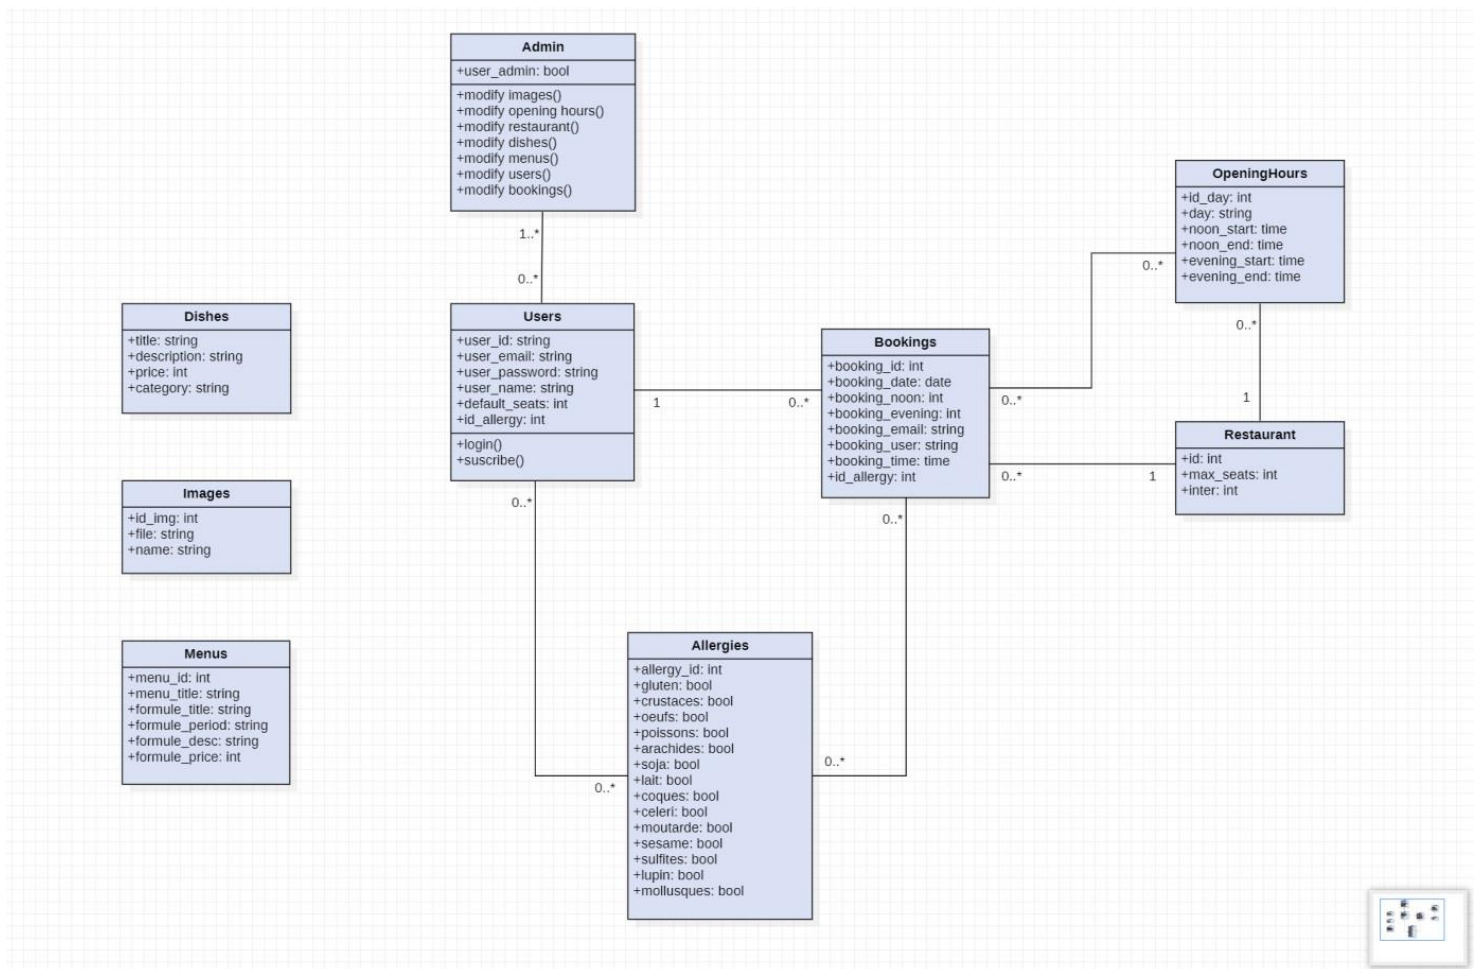 Admin
+user_admin: bool
+modify images()
+modify opening hours()
+modify restaurant()
+modify dishes()
+modify menus()
+modify users()
+modify bookings()
1..*
0..*
OpeningHours
+id_day: int
+day: string
+noon_start: time
+noon_end: time
+evening_start: time
+evening_end: time
0..*
0..*
1
Dishes
+title: string
+description: string
+price: int
+category: string
Users
+user_id: string
+user_email: string
+user_password: string
+user_name: string
+default_seats: int
+id_allergy: int
+login()
+suscribe()
1
0..*
0..*
Bookings
+booking_id: int
+booking_date: date
+booking_noon: int
+booking_evening: int
+booking_email: string
+booking_user: string
+booking_time: time
+id_allergy: int
0..*
0..*
1
0..*
Restaurant
+id: int
+max_seats: int
+inter: int
Images
+id_img: int
+file: string
+name: string
Menus
+menu_id: int
+menu_title: string
+formule_title: string
+formule_period: string
+formule_desc: string
+formule_price: int
Allergies
+allergy_id: int
+gluten: bool
+crustaces: bool
+oeufs: bool
+poissons: bool
+arachides: bool
+soja: bool
+lait: bool
+coques: bool
+celeri: bool
+moutarde: bool
+sesame: bool
+sulfites: bool
+lupin: bool
+mollusques: bool
0..*
0..*